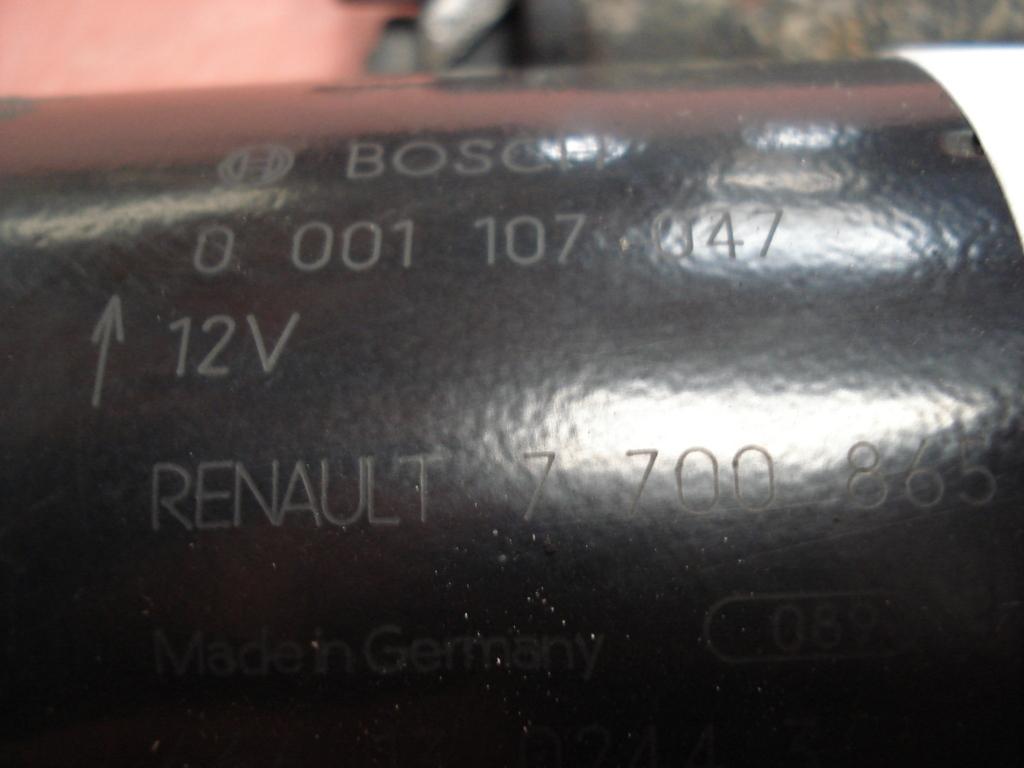 BOSCH
0 001 107 047
12V
RENAULT 7 700 865
Made in Germany
089